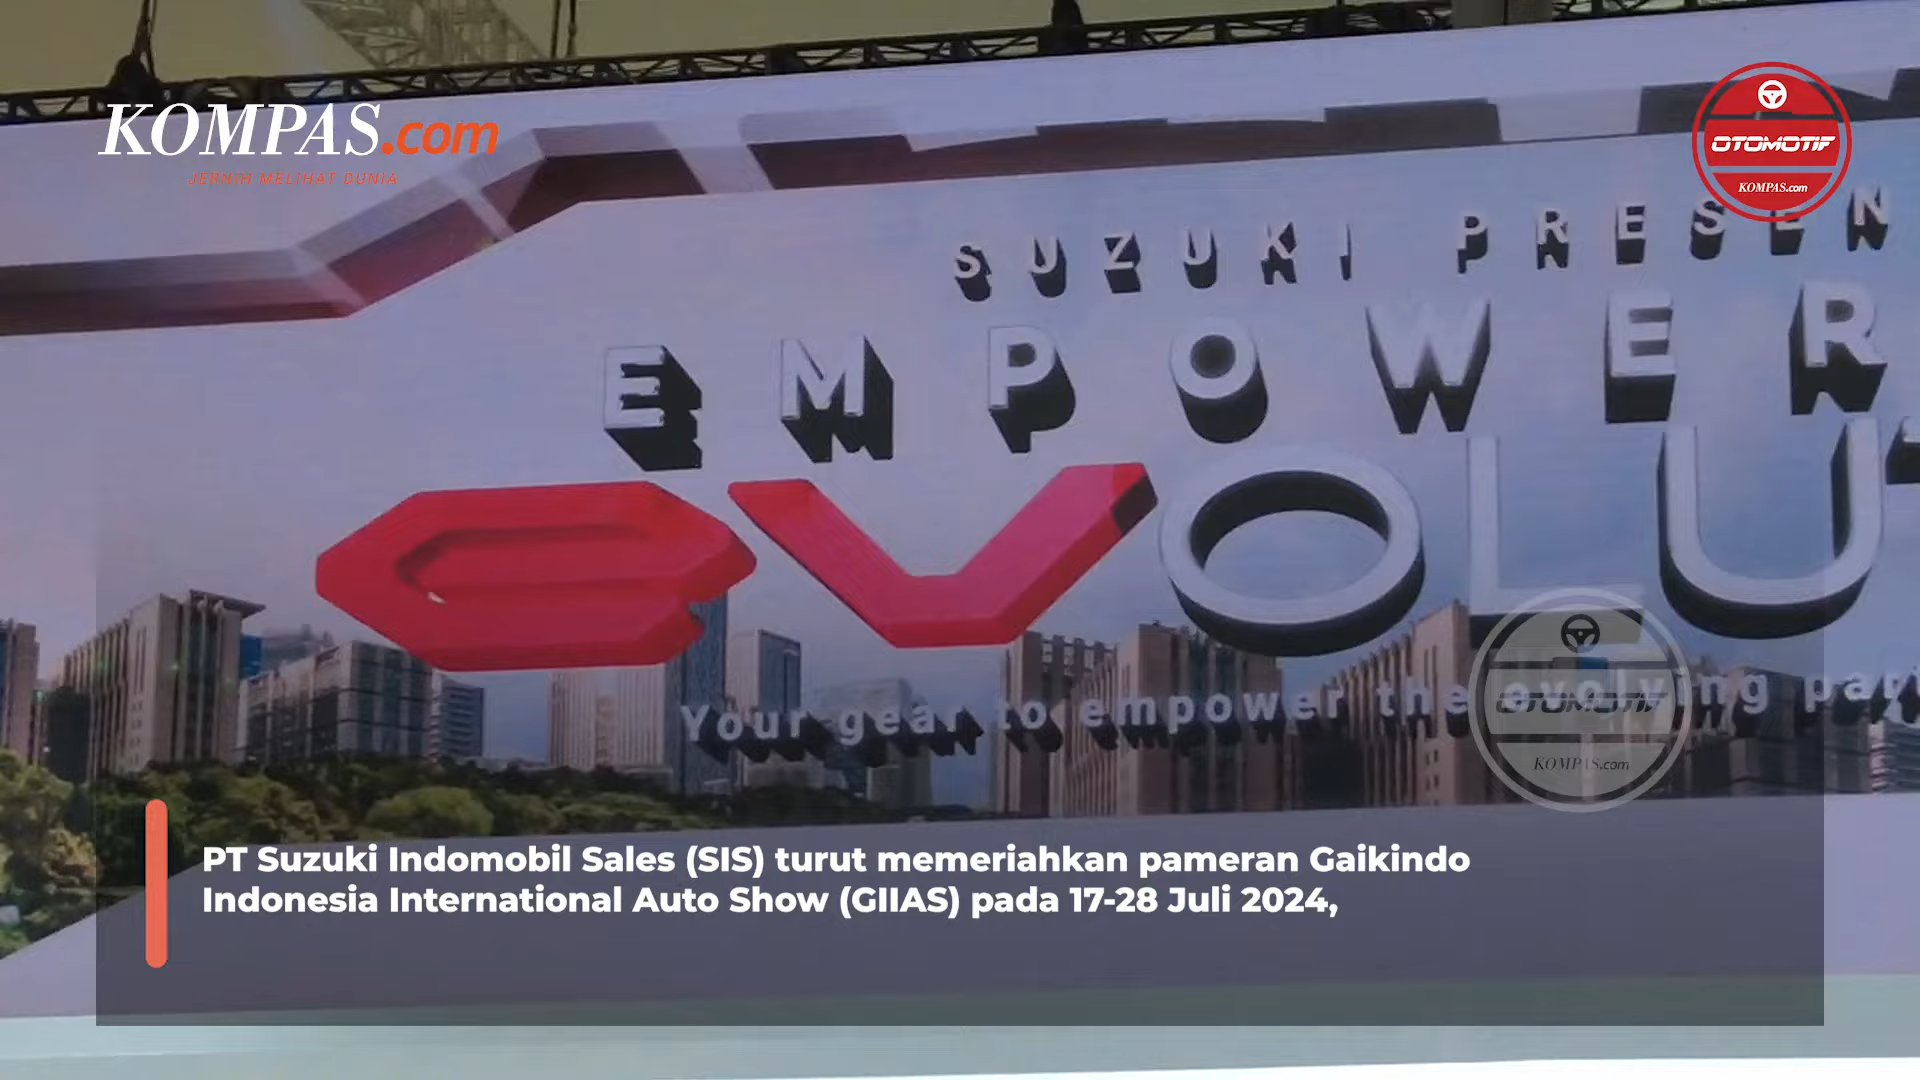 KOMPAS.com
JERNIH MELIHAT DUNIA
OTOMOTIF
KOMPAS.com
SUZUKI PRESEN
EMPOWER
eVOLU
Your gear to empower the evolving par
OTOMOTIF
KOMPAS.com
PT Suzuki Indomobil Sales (SIS) turut memeriahkan pameran Gaikindo
Indonesia International Auto Show (GIIAS) pada 17-28 Juli 2024,